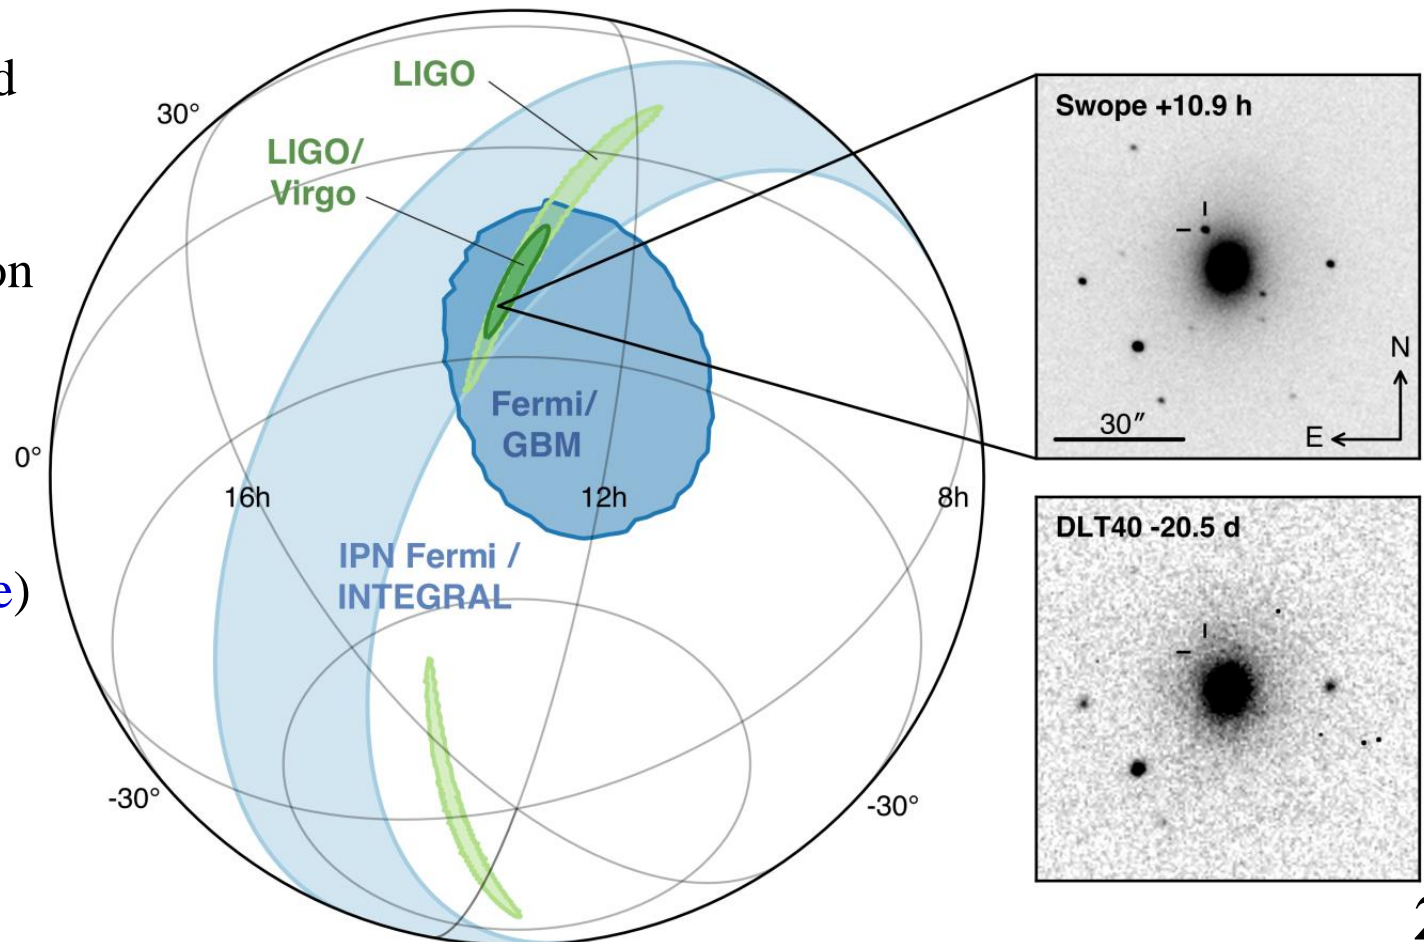 d
on
e)
LIGO
30°
LIGO/
Virgo
0°
16h
12h
8h
Fermi/
GBM
IPN Fermi /
INTEGRAL
-30°
-30°
Swope +10.9 h
N
30″
E
DLT40 -20.5 d